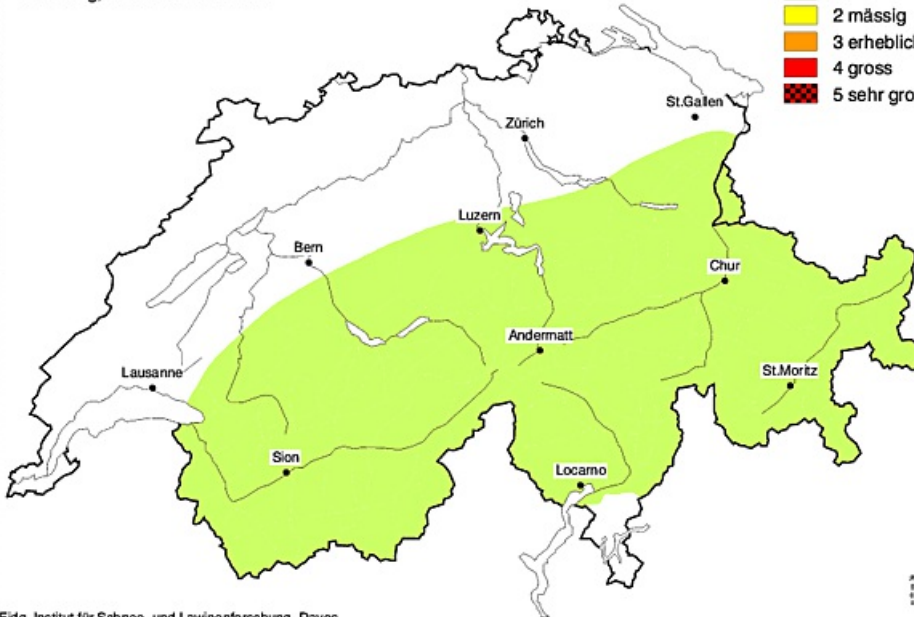 2 mässig
3 erheblich
4 gross
5 sehr gro
St.Gallen
Zürich
Luzern
Bern
Chur
Andermatt
Lausanne
St.Moritz
Sion
Locarno
Eidg. Institut für Schnee- und Lawinenforschung, Davos